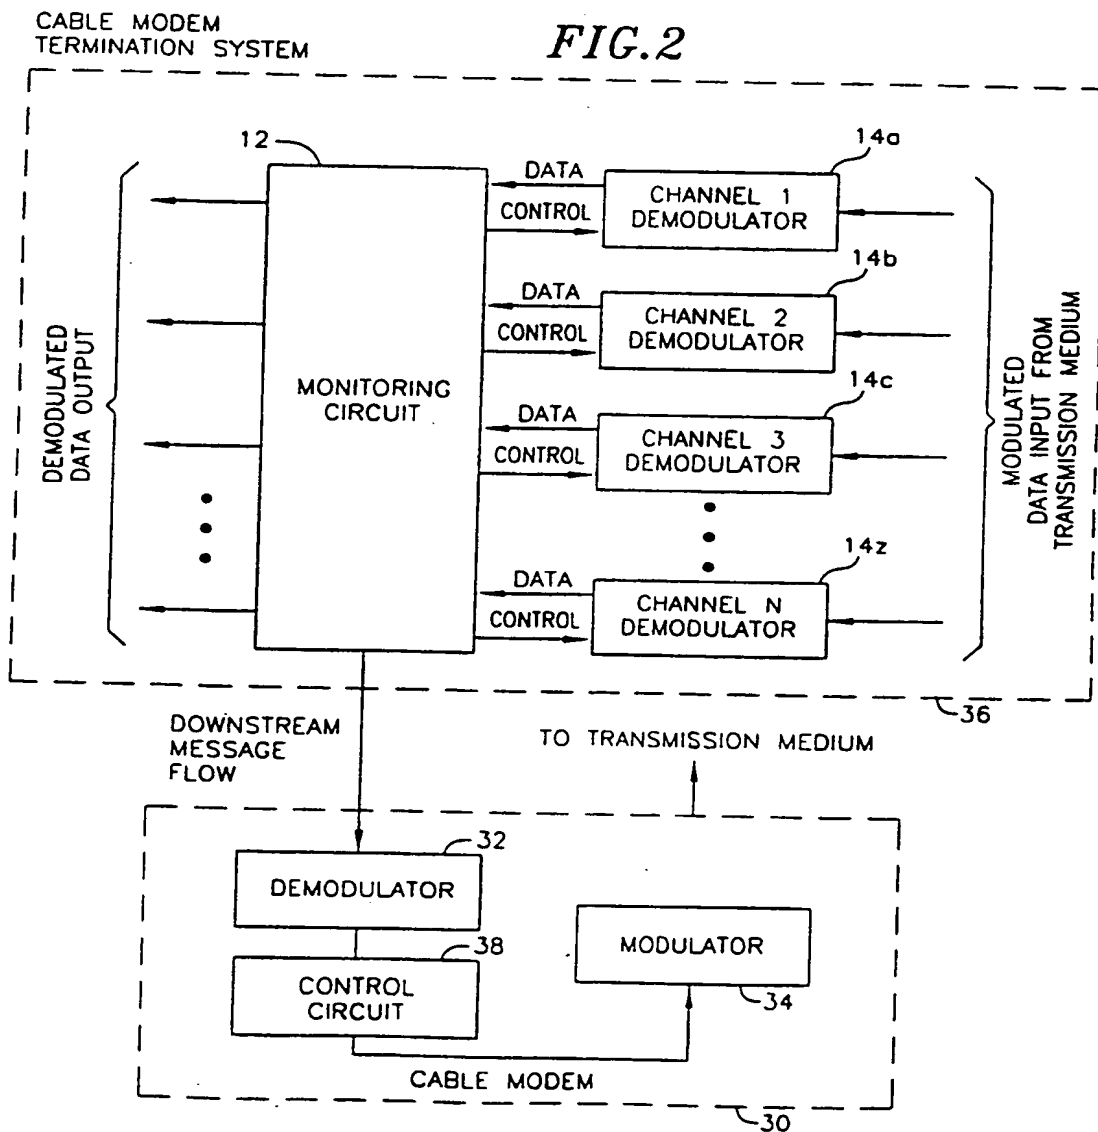 CABLE MODEM
TERMINATION SYSTEM
FIG.2
12
14a
DATA
CONTROL
CHANNEL 1
DEMODULATOR
14b
DATA
CONTROL
CHANNEL 2
DEMODULATOR
14c
DATA
CONTROL
CHANNEL 3
DEMODULATOR
14z
DATA
CONTROL
CHANNEL N
DEMODULATOR
MONITORING
CIRCUIT
DEMODULATED
DATA OUTPUT
MODULATED
DATA INPUT FROM
TRANSMISSION MEDIUM
36
DOWNSTREAM
MESSAGE
FLOW
TO TRANSMISSION MEDIUM
32
DEMODULATOR
38
CONTROL
CIRCUIT
MODULATOR
34
CABLE MODEM
30